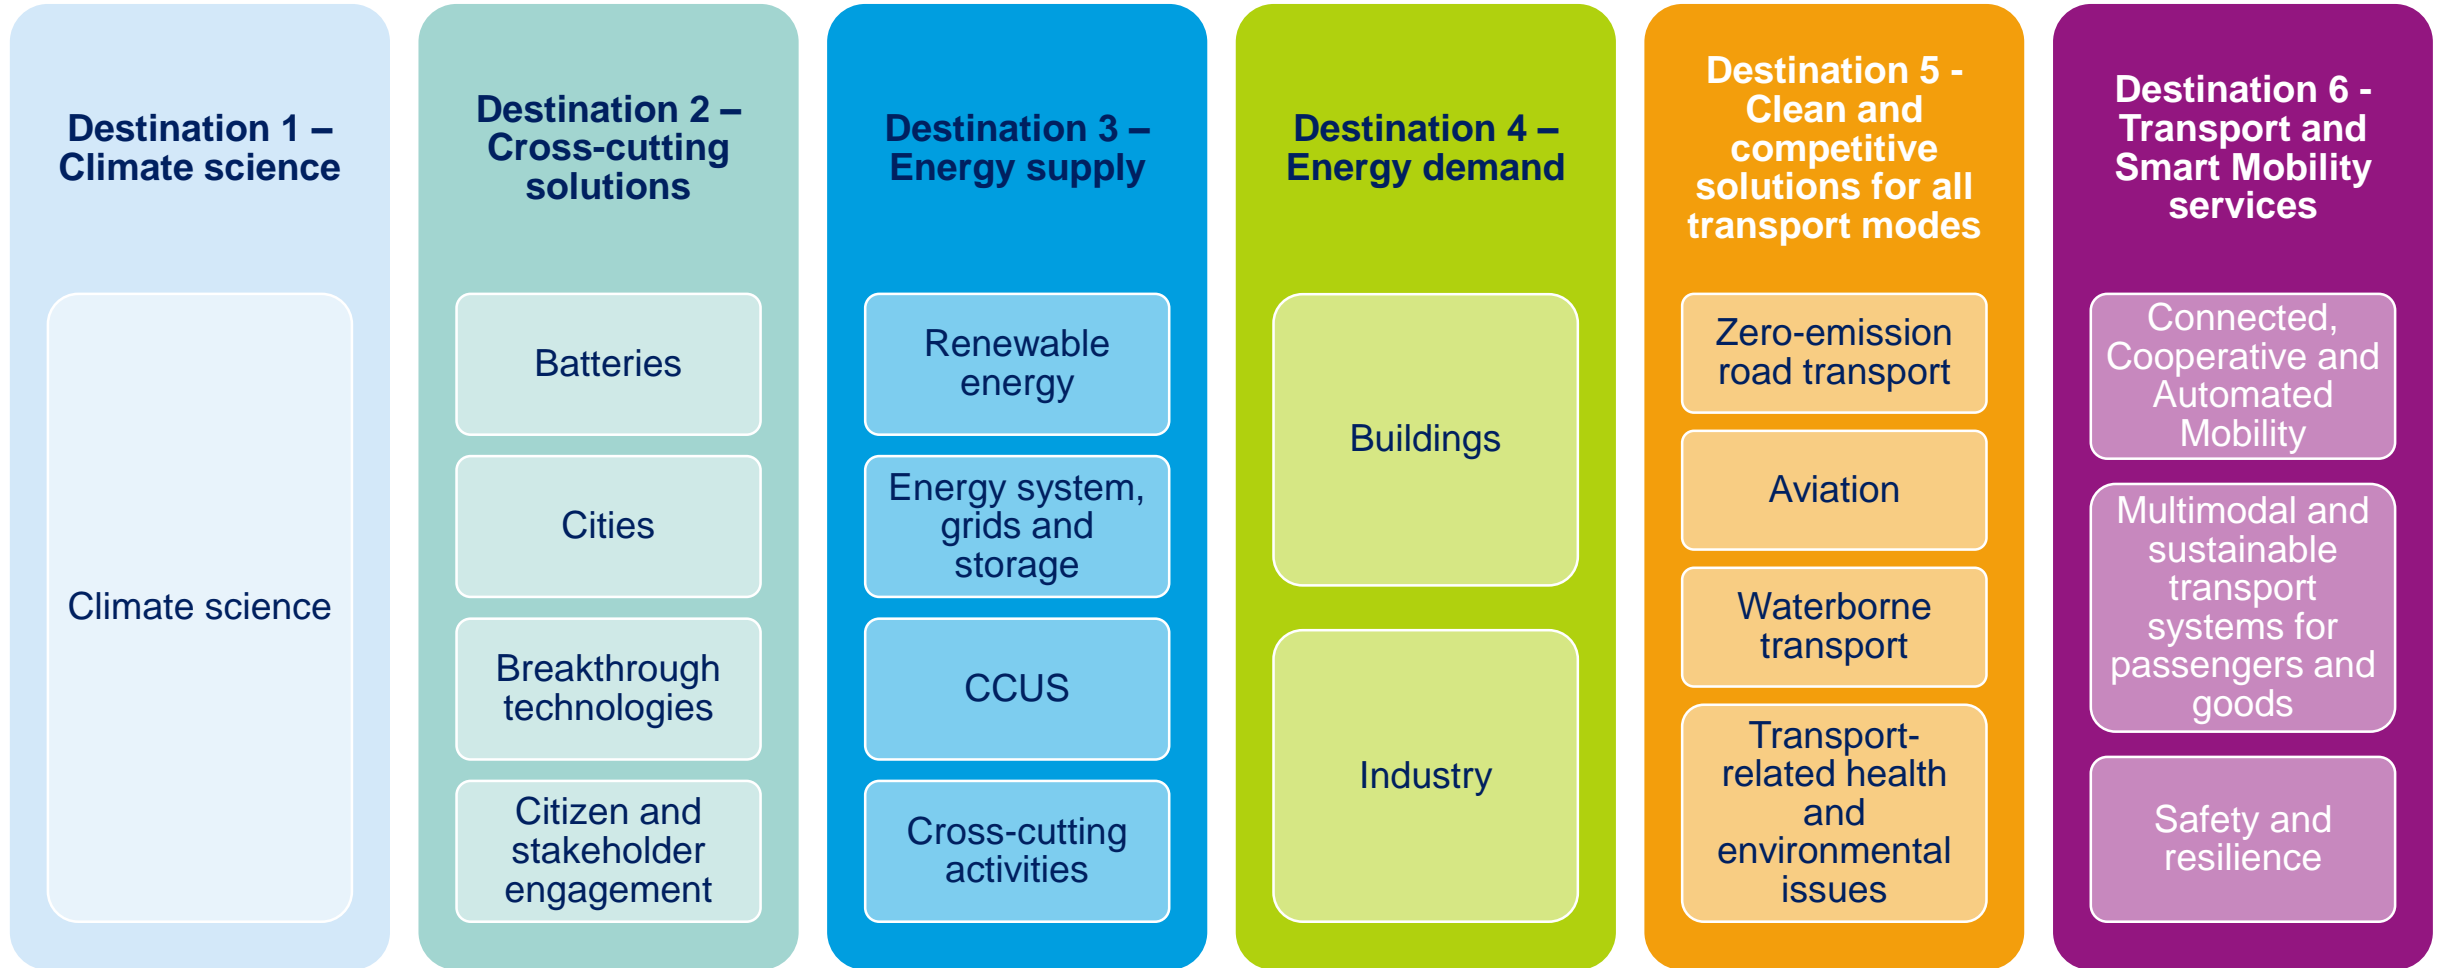 Destination 1 –
Climate science
Climate science
Destination 2 –
Cross-cutting
solutions
Batteries
Cities
Breakthrough
technologies
Citizen and
stakeholder
engagement
Destination 3 –
Energy supply
Renewable
energy
Energy system,
grids and
storage
CCUS
Cross-cutting
activities
Destination 4 –
Energy demand
Buildings
Industry
Destination 5 -
Clean and
competitive
solutions for all
transport modes
Zero-emission
road transport
Aviation
Waterborne
transport
Transport-
related health
and
environmental
issues
Destination 6 -
Transport and
Smart Mobility
services
Connected,
Cooperative and
Automated
Mobility
Multimodal and
sustainable
transport
systems for
passengers and
goods
Safety and
resilience